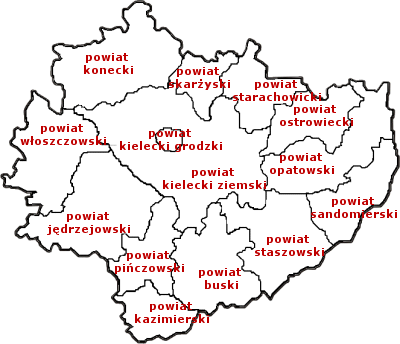 powiat
konecki
powiat
skarżyski
powiat
starachowicki
powiat
ostrowiecki
powiat
włoszczowski
powiat
kielecki grodzki
powiat
opatowski
powiat
kielecki ziemski
powiat
sandomierski
powiat
jędrzejowski
powiat
staszowski
powiat
pińczowski
powiat
buski
powiat
kazimierski